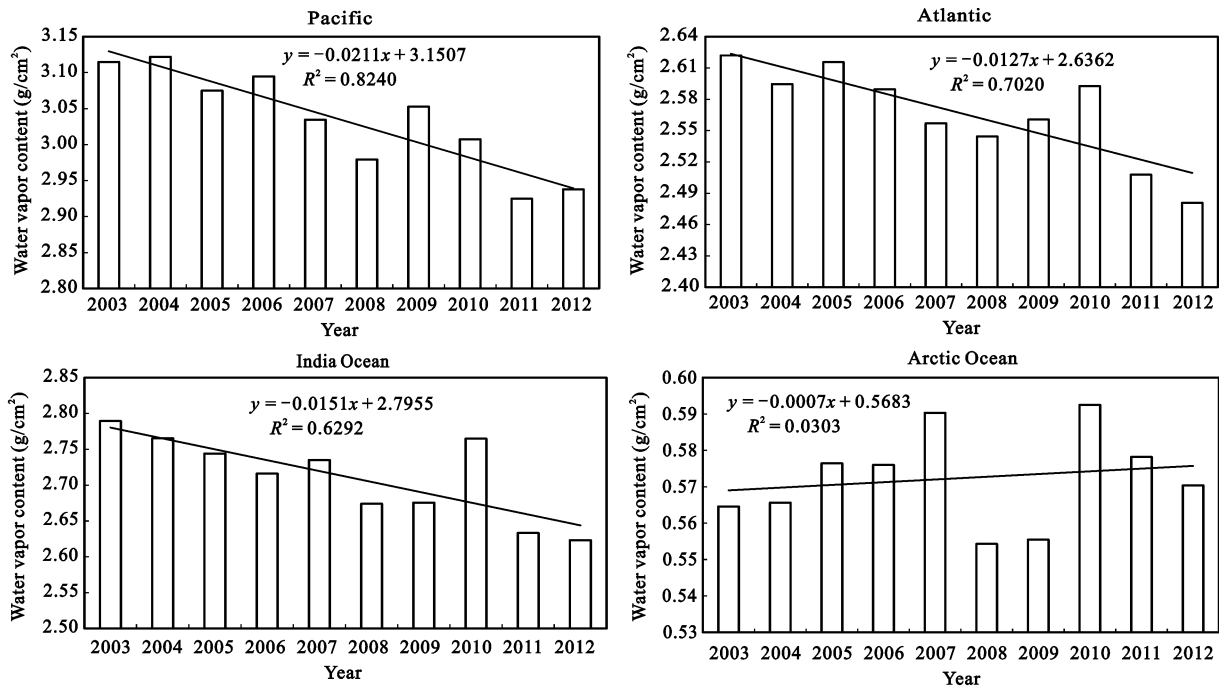 Pacific
Water vapor content (g/cm²)
3.15
3.10
3.05
3.00
2.95
2.90
2.85
2.80
y = −0.0211x + 3.1507
R² = 0.8240
2003 2004 2005 2006 2007 2008 2009 2010 2011 2012
Year
Atlantic
Water vapor content (g/cm²)
2.64
2.61
2.58
2.55
2.52
2.49
2.46
2.43
2.40
y = −0.0127x + 2.6362
R² = 0.7020
2003 2004 2005 2006 2007 2008 2009 2010 2011 2012
Year
India Ocean
Water vapor content (g/cm²)
2.85
2.80
2.75
2.70
2.65
2.60
2.55
2.50
y = −0.0151x + 2.7955
R² = 0.6292
2003 2004 2005 2006 2007 2008 2009 2010 2011 2012
Year
Arctic Ocean
Water vapor content (g/cm²)
0.60
0.59
0.58
0.57
0.56
0.55
0.54
0.53
y = −0.0007x + 0.5683
R² = 0.0303
2003 2004 2005 2006 2007 2008 2009 2010 2011 2012
Year